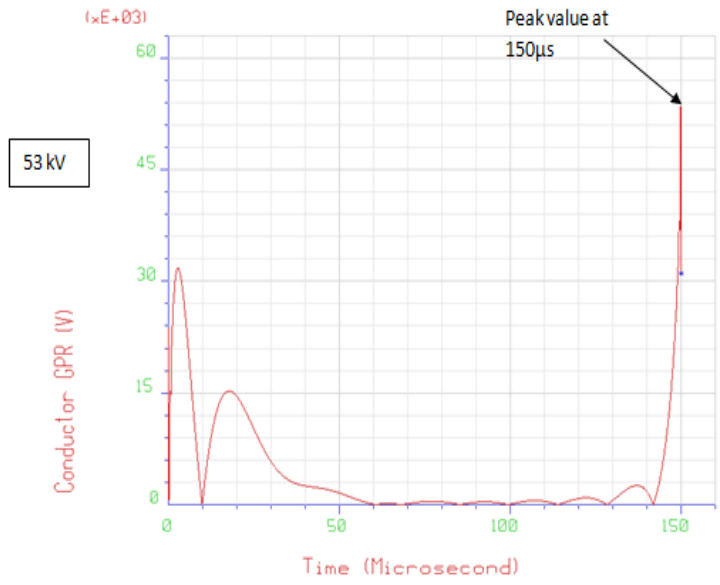 (×E+03)
Peak value at
150µs
60
53 kV
45
30
15
0
Conductor GPR (V)
0
50
100
150
Time (Microsecond)